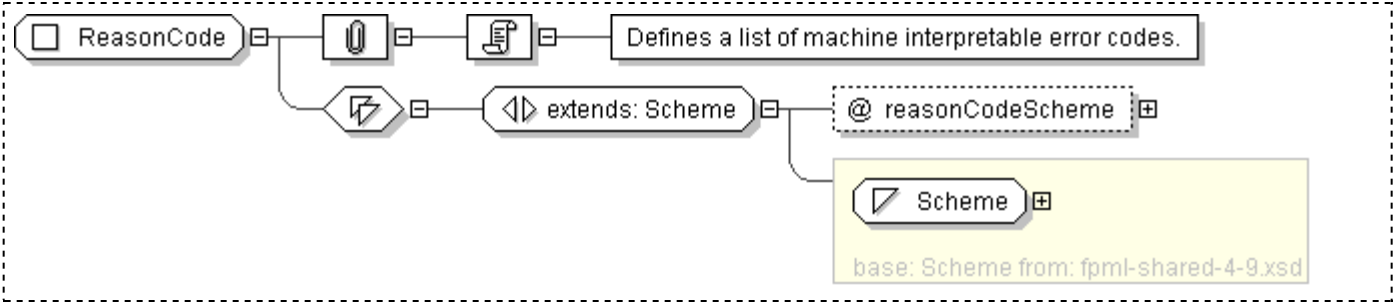 ReasonCode
Defines a list of machine interpretable error codes.
extends: Scheme
@ reasonCodeScheme
Scheme
base: Scheme from: fpml-shared-4-9.xsd